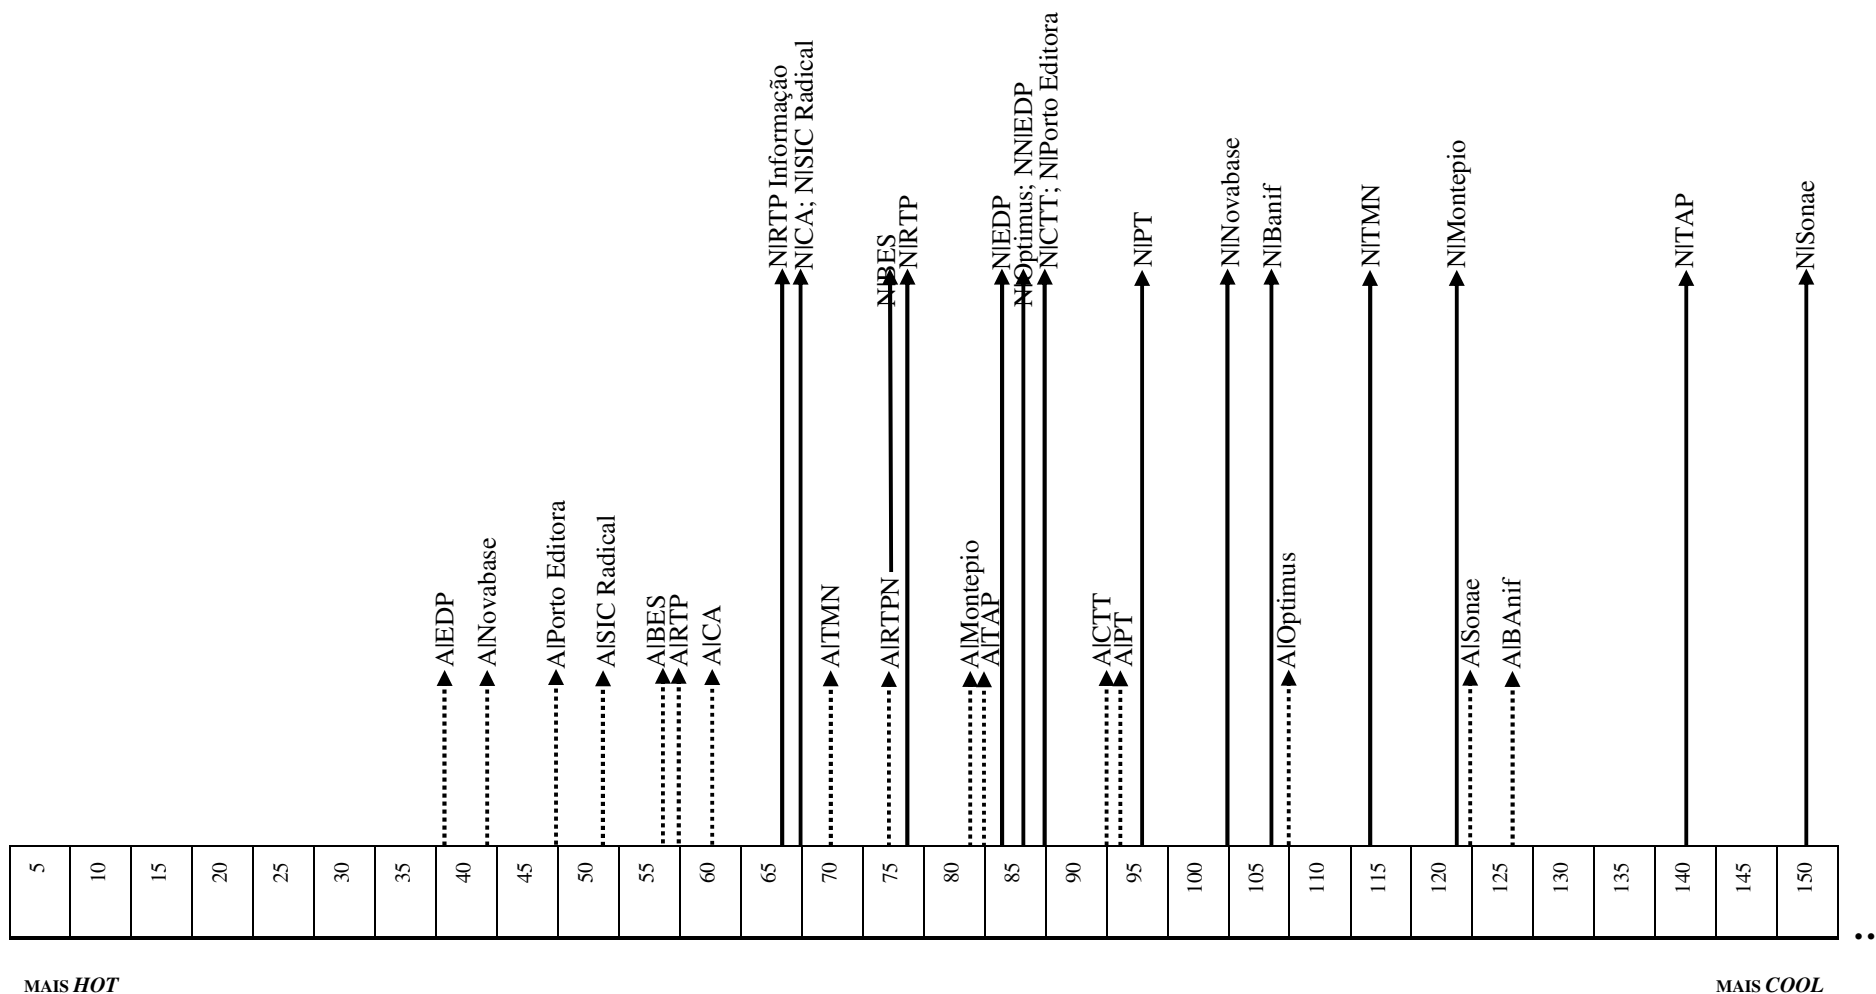 N|RTP Informação
N|CA; N|SIC Radical
N|BES
N|RTP
N|EDP
N|Optimus; NN|EDP
N|CTT; N|Porto Editora
N|PT
N|Novabase
N|Banif
N|TMN
N|Montepio
N|TAP
N|Sonae
A|EDP
A|Novabase
A|Porto Editora
A|SIC Radical
A|BES
A|RTP
A|CA
A|TMN
A|RTPN
A|Montepio
A|TAP
A|CTT
A|PT
A|Optimus
A|Sonae
A|BAnif
5 10 15 20 25 30 35 40 45 50 55 60 65 70 75 80 85 90 95 100 105 110 115 120 125 130 135 140 145 150
..
MAIS HOT
MAIS COOL